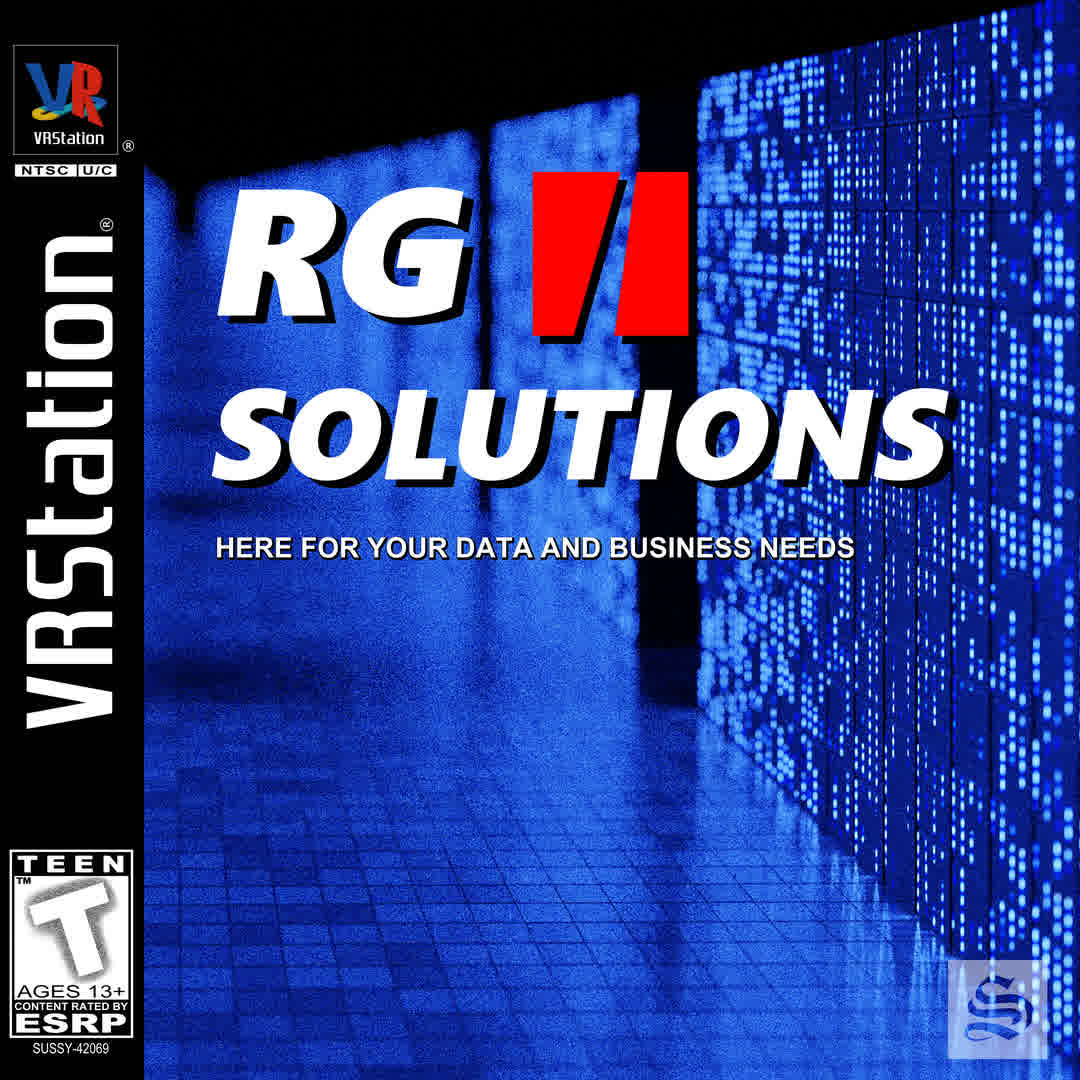 VR
VRStation
®
NTSC U/C
VRStation®
RG
SOLUTIONS
HERE FOR YOUR DATA AND BUSINESS NEEDS
TEEN
™
T
AGES 13+
CONTENT RATED BY
ESRP
SUSSY-42069
S